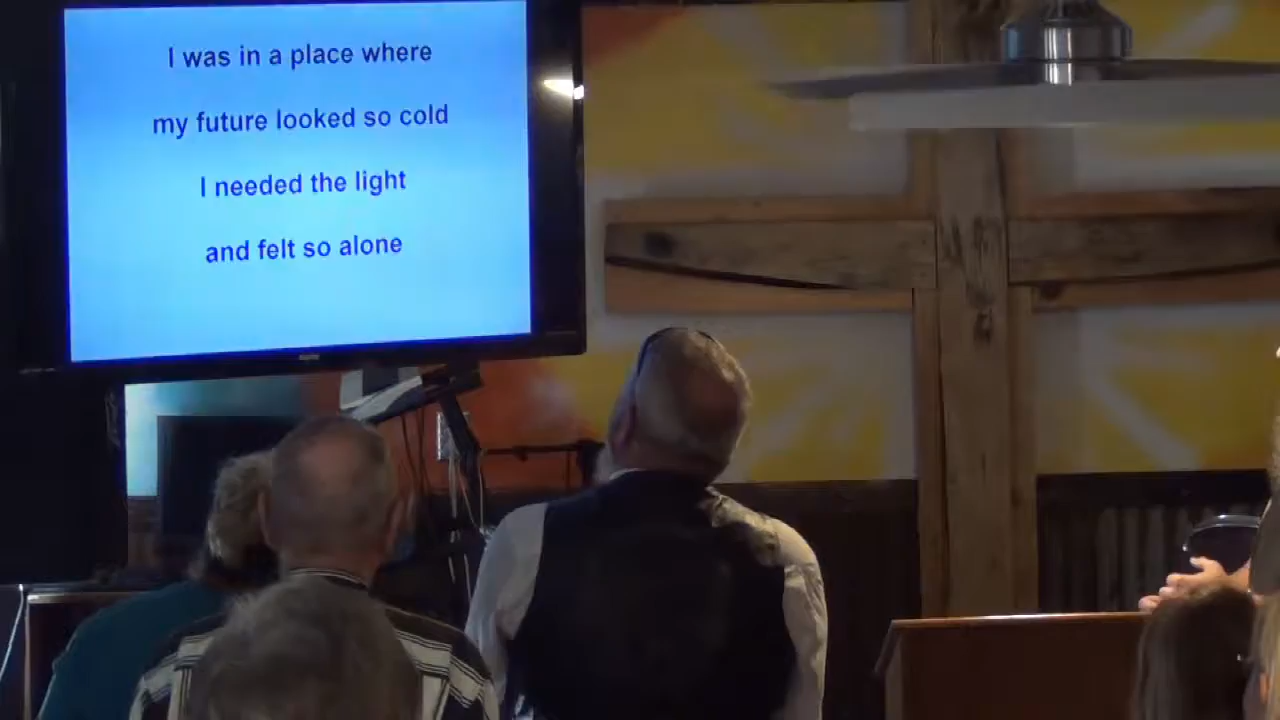 I was in a place where
my future looked so cold
I needed the light
and felt so alone